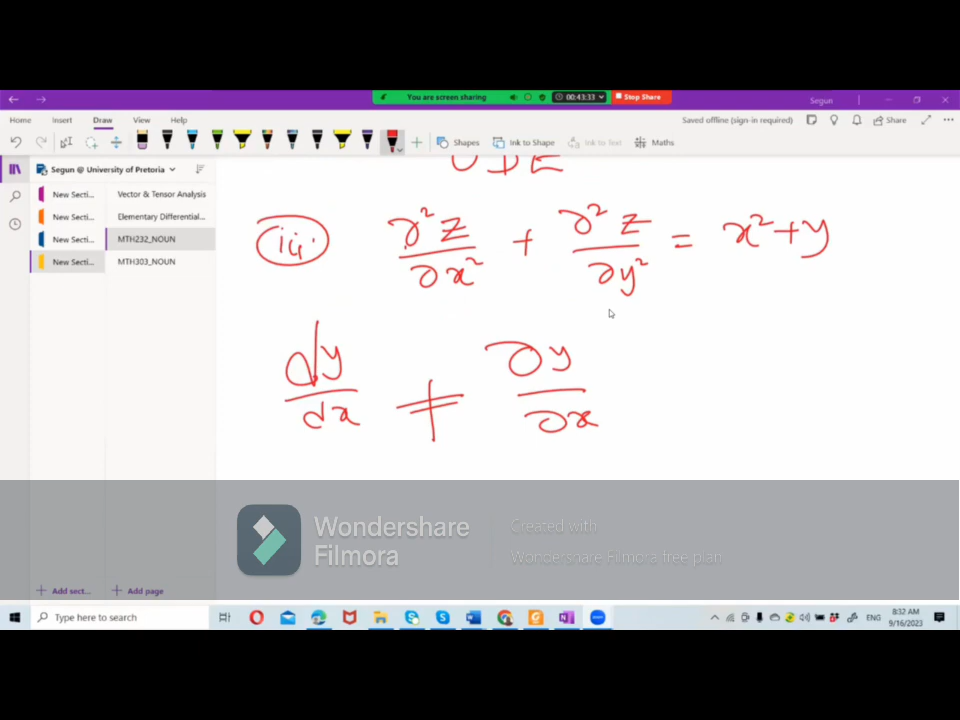 You are screen sharing 00:43:33 Stop Share
Segun
Home Insert Draw View Help Saved offline (sign-in required) Share
Shapes Ink to Shape Ink to Text Maths
Segun @ University of Pretoria
New Secti... Vector & Tensor Analysis
New Secti... Elementary Differential...
New Secti... MTH232_NOUN
New Secti... MTH303_NOUN
ODE
iii. ∂²z/∂x² + ∂²z/∂y² = x²+y
dy/dx ≠ ∂y/∂x
Wondershare Filmora
Created with
Wondershare Filmora free plan
+ Add sect... + Add page
Type here to search
ENG 8:32 AM
9/16/2023